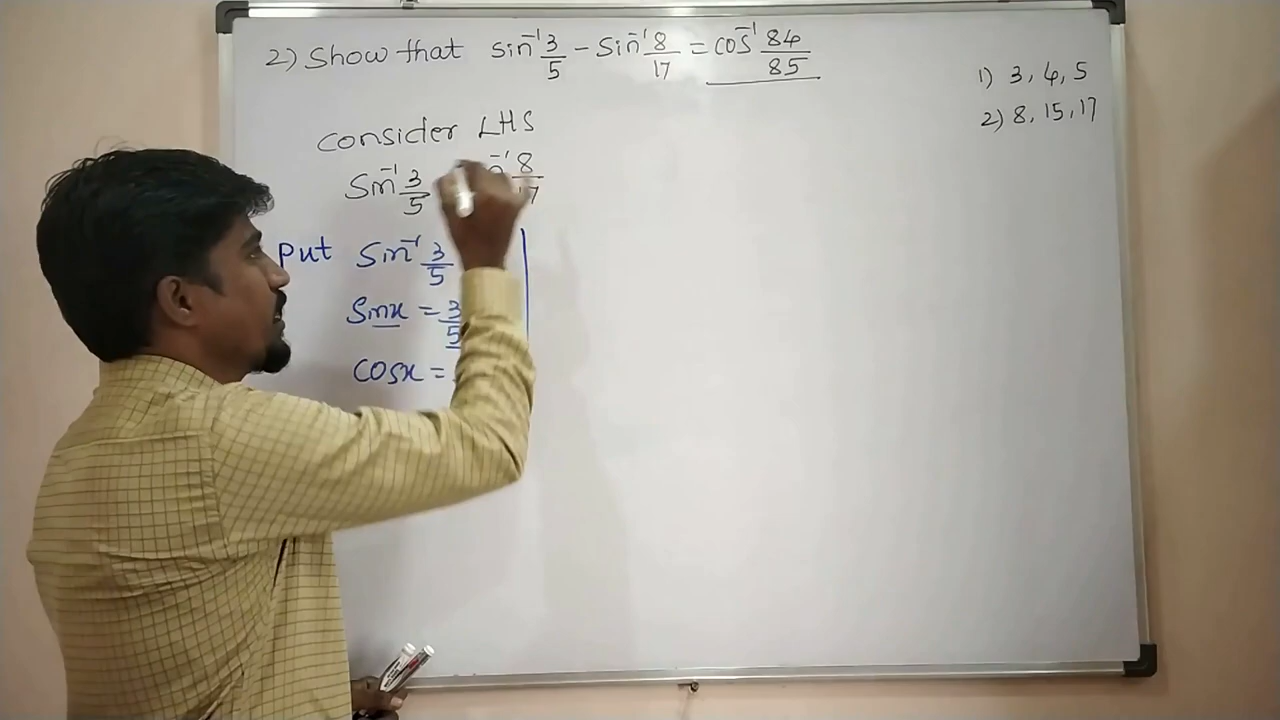 2) Show that sin⁻¹ 3/5 - Sin⁻¹ 8/17 = cos⁻¹ 84/85
1) 3, 4, 5
2) 8, 15, 17
consider LHS
Sin⁻¹ 3/5 8/17
Put Sin⁻¹ 3/5
Sinx = 3/5
cosx =